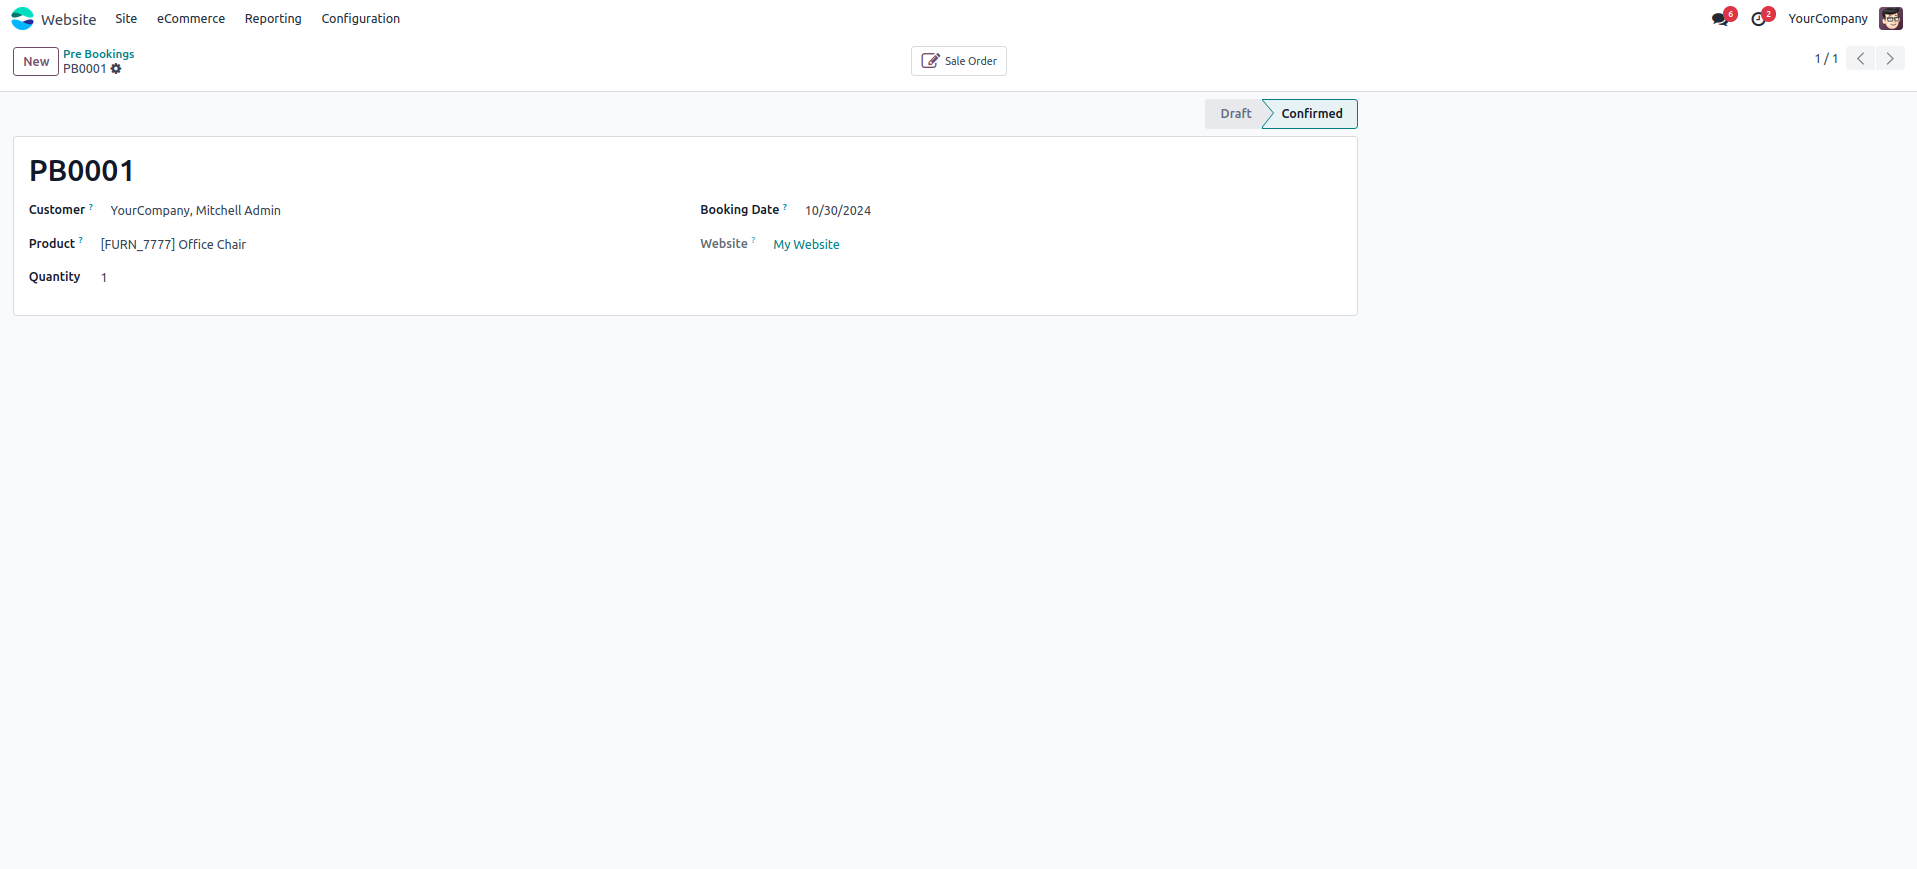 Website Site eCommerce Reporting Configuration 6 2 YourCompany
New Pre Bookings Sale Order 1 / 1
PB0001
Draft Confirmed
PB0001
Customer ? YourCompany, Mitchell Admin Booking Date ? 10/30/2024
Product ? [FURN_7777] Office Chair Website ? My Website
Quantity 1